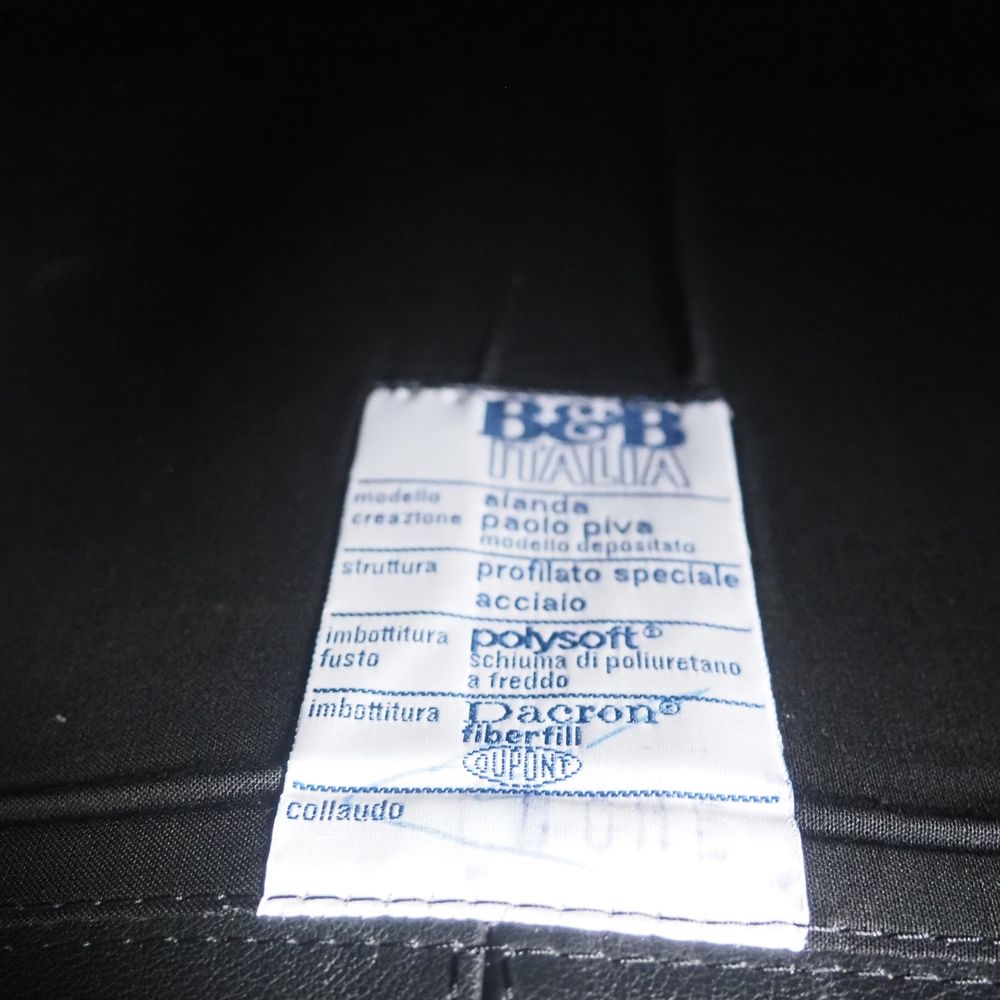 B&B
ITALIA
modello alanda
creazione paolo piva
modello depositato
struttura profilato speciale
acciaio
imbottitura polysoft®
fusto schiuma di poliuretano
a freddo
imbottitura Dacron®
fiberfill
DUPONT
collaudo